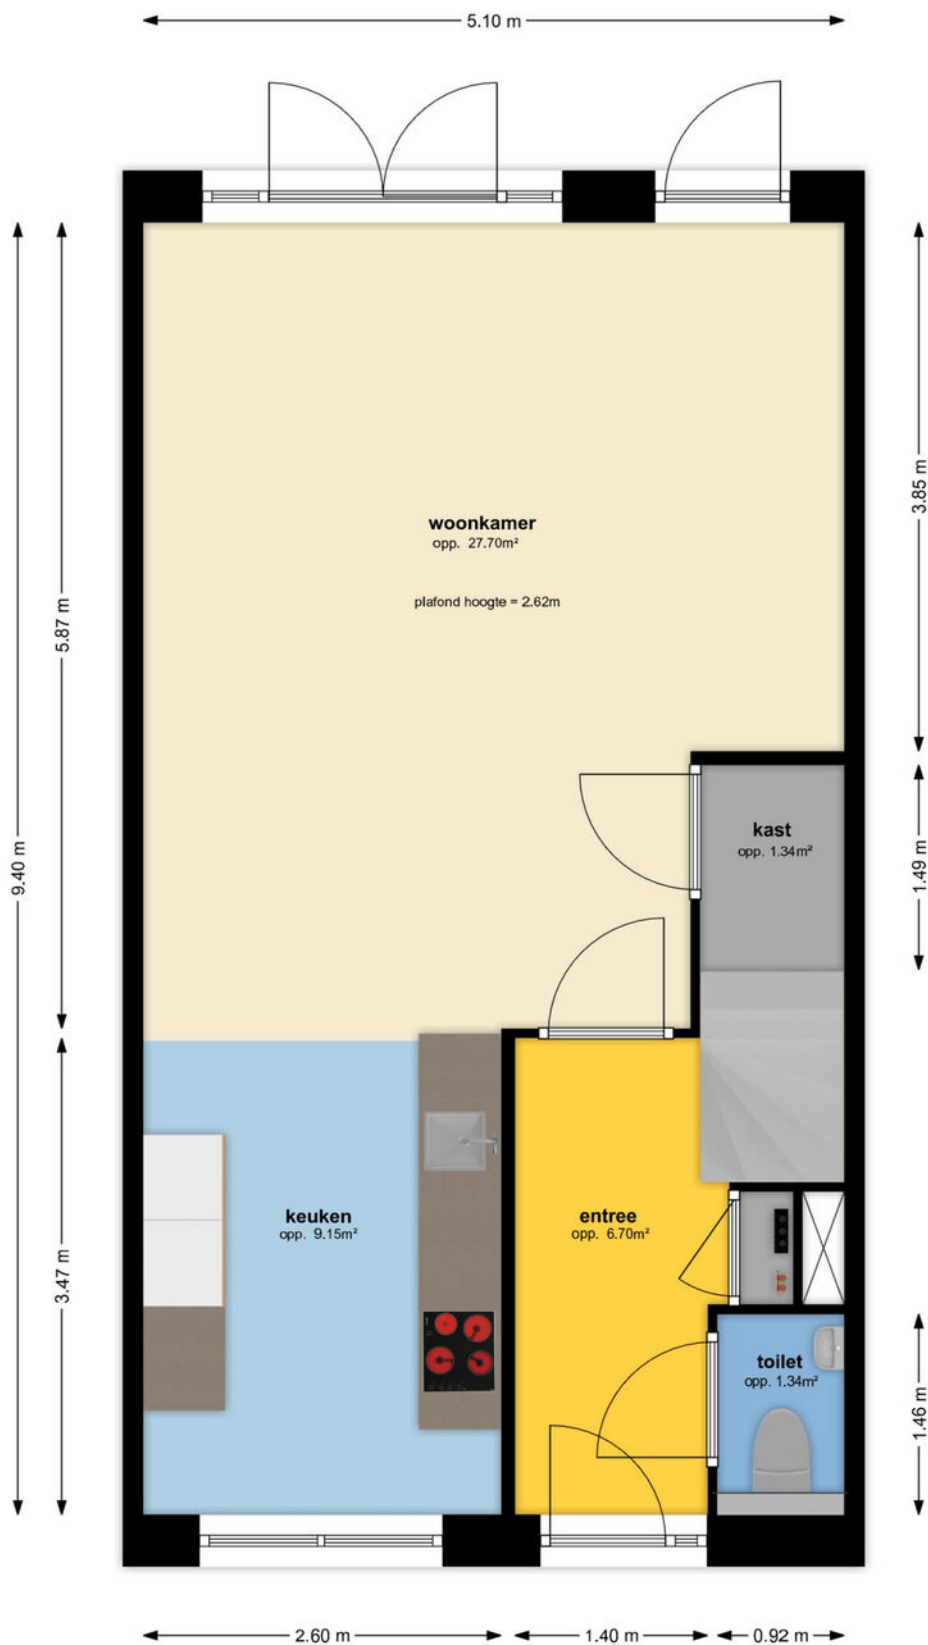 5.10 m
woonkamer
opp. 27.70m²
plafond hoogte = 2.62m
3.85 m
5.87 m
9.40 m
kast
opp. 1.34m²
1.49 m
keuken
opp. 9.15m²
entree
opp. 6.70m²
3.47 m
toilet
opp. 1.34m²
1.46 m
2.60 m
1.40 m
0.92 m